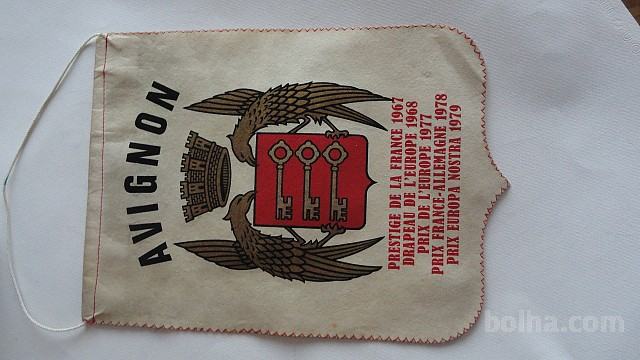 AVIGNON
PRESTIGE DE LA FRANCE 1967
DRAPEAU DE L'EUROPE 1968
PRIX DE L'EUROPE 1977
PRIX FRANCE-ALLEMAGNE 1978
PRIX EUROPA NOSTRA 1979
bolha.com